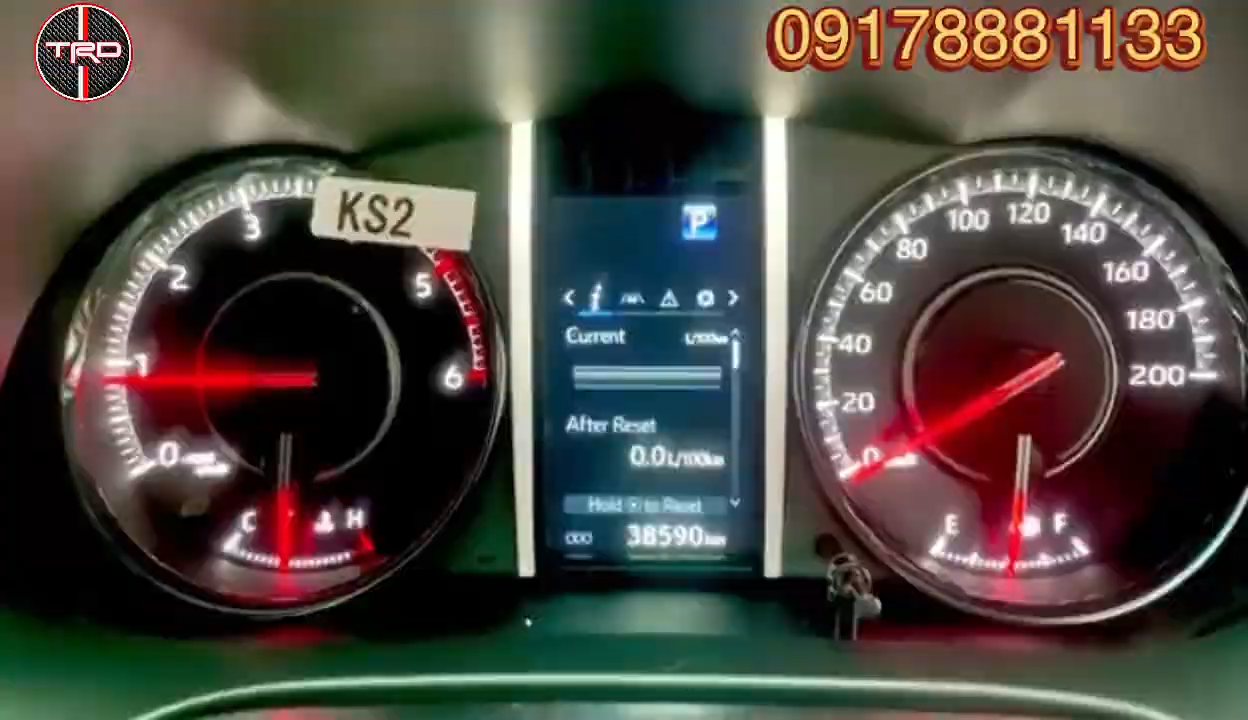 TRD
09178881133
KS2
3
2
1
0
5
6
C
H
P
Current
L/100km
After Reset
0.0 L/100km
Hold to Reset
ODO
38590 km
0
20
40
60
80
100
120
140
160
180
200
E
F